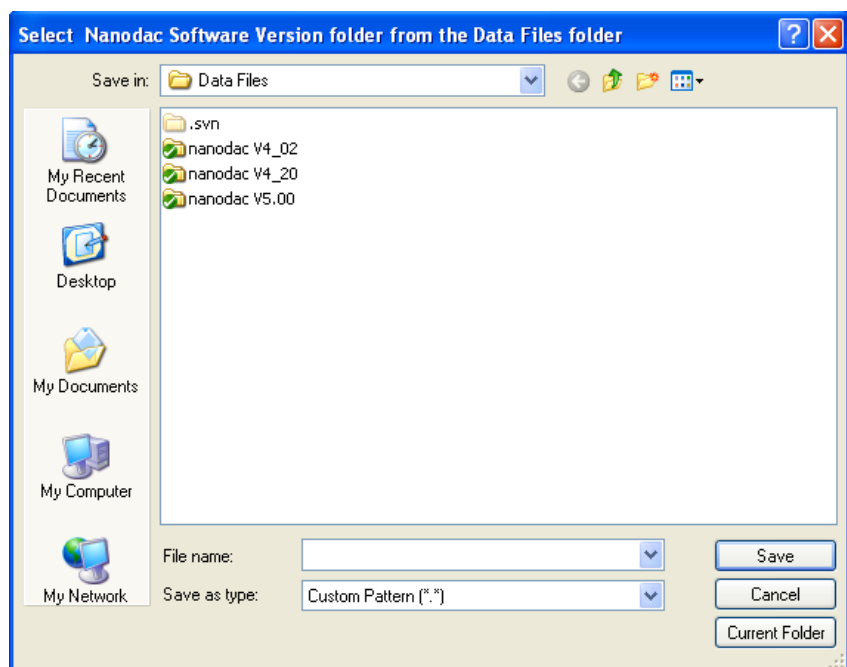 Select Nanodac Software Version folder from the Data Files folder
Save in:
Data Files
.svn
nanodac V4_02
nanodac V4_20
nanodac V5.00
My Recent
Documents
Desktop
My Documents
My Computer
My Network
File name:
Save
Save as type:
Custom Pattern (*.*)
Cancel
Current Folder